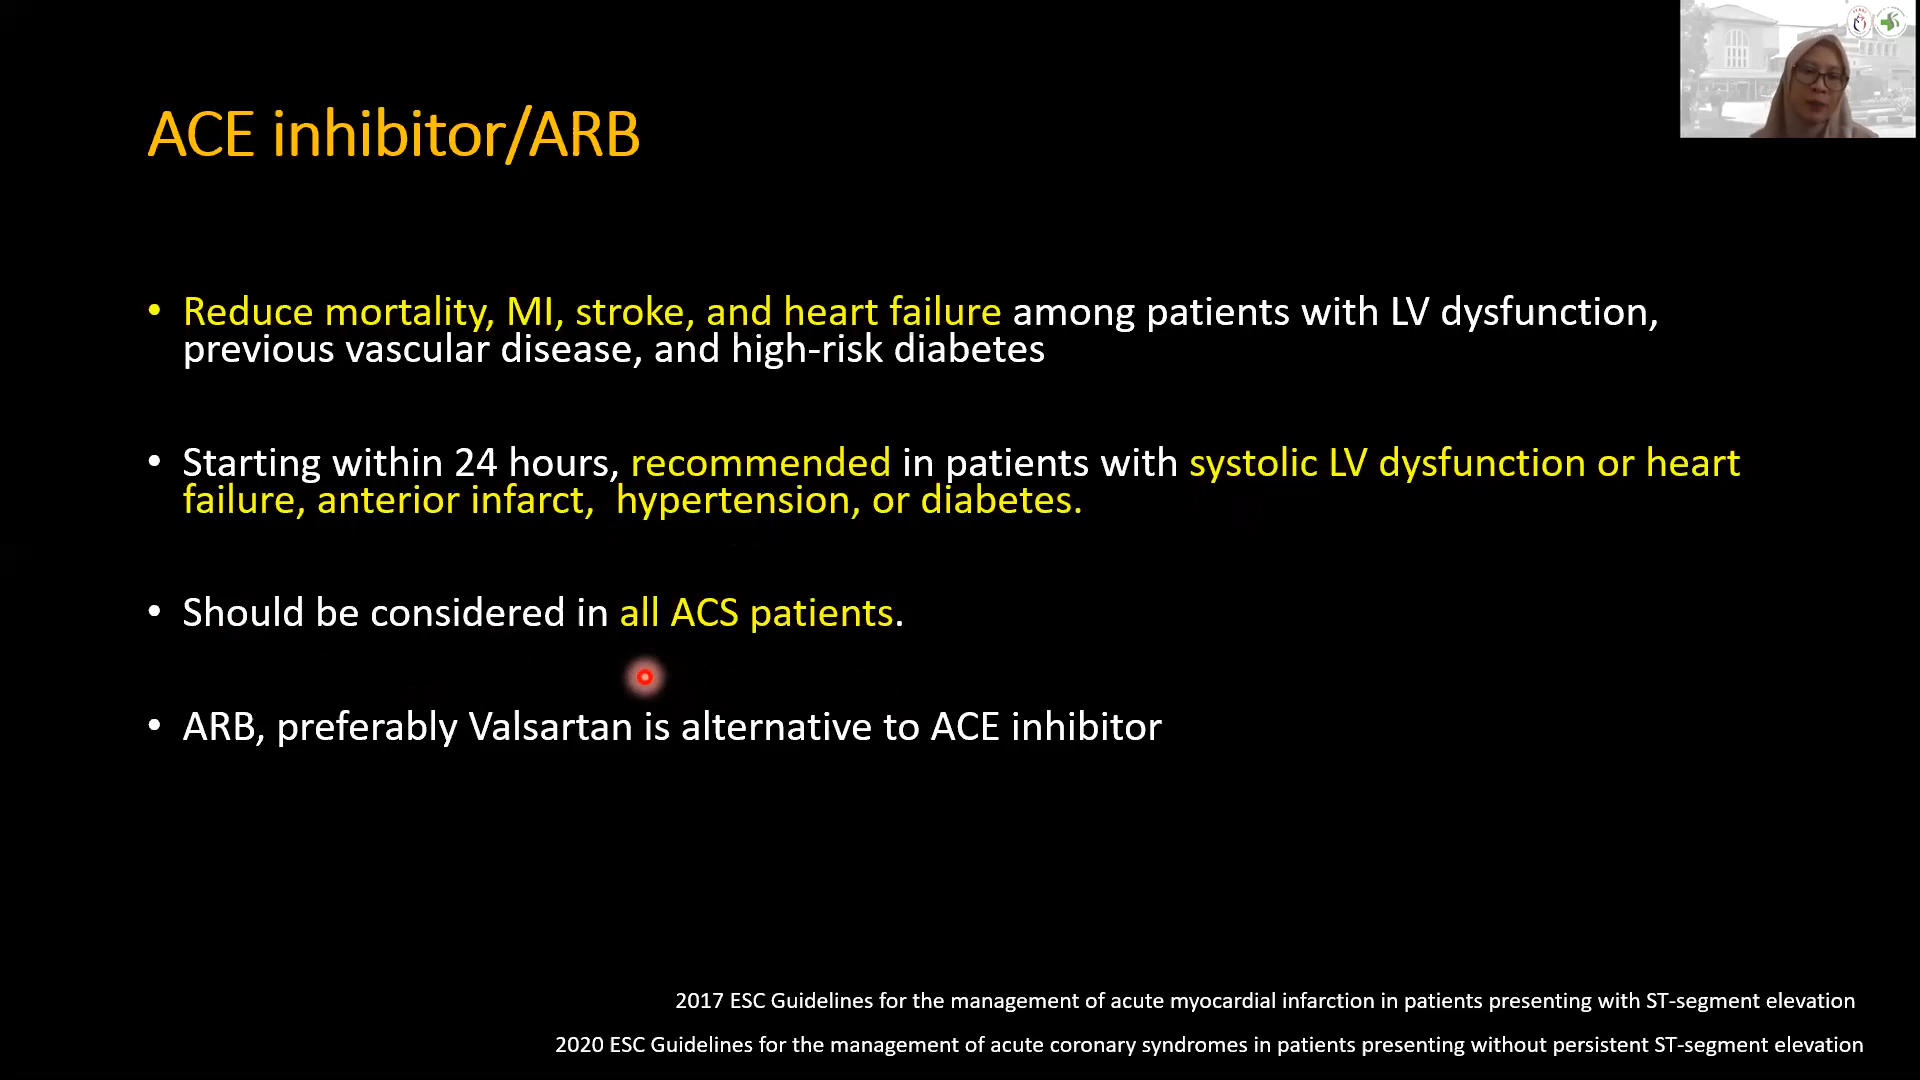 ACE inhibitor/ARB
• Reduce mortality, MI, stroke, and heart failure among patients with LV dysfunction,
previous vascular disease, and high-risk diabetes
• Starting within 24 hours, recommended in patients with systolic LV dysfunction or heart
failure, anterior infarct,  hypertension, or diabetes.
• Should be considered in all ACS patients.
• ARB, preferably Valsartan is alternative to ACE inhibitor
2017 ESC Guidelines for the management of acute myocardial infarction in patients presenting with ST-segment elevation
2020 ESC Guidelines for the management of acute coronary syndromes in patients presenting without persistent ST-segment elevation